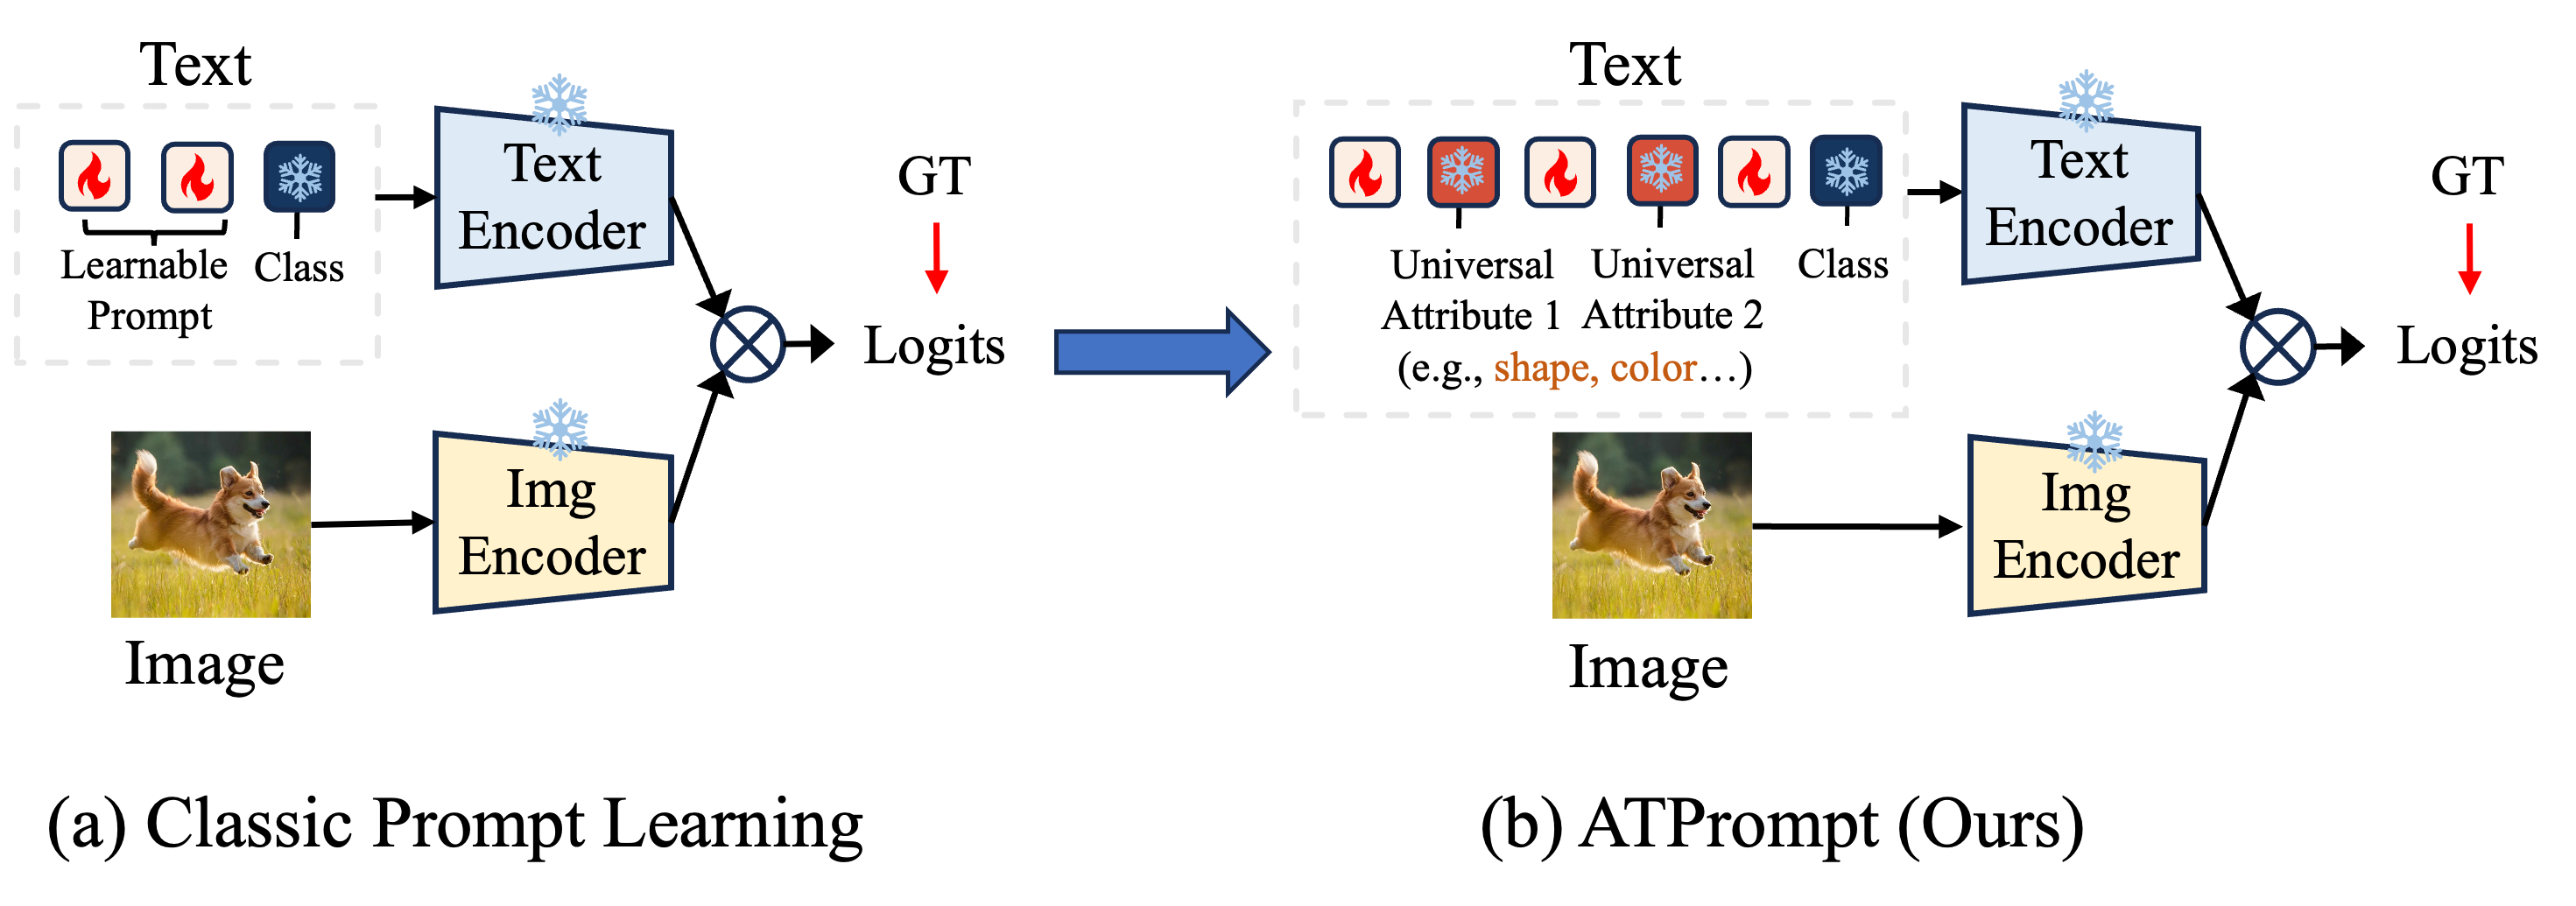 Text
Learnable
Prompt
Class
Text
Encoder
GT
Logits
Img
Encoder
Image
(a) Classic Prompt Learning
Text
Universal
Attribute 1
Universal
Attribute 2
(e.g., shape, color…)
Class
Text
Encoder
GT
Logits
Img
Encoder
Image
(b) ATPrompt (Ours)